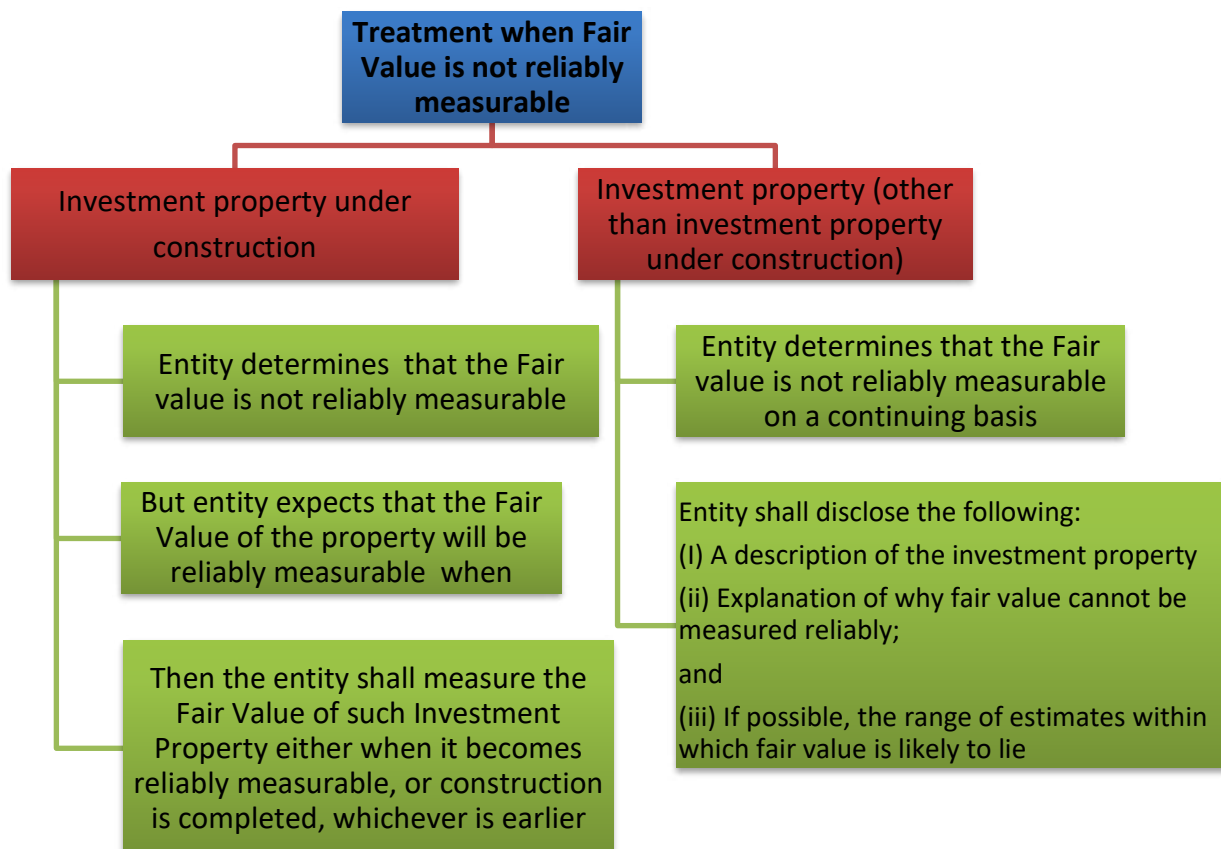 Treatment when Fair
Value is not reliably
measurable
Investment property under
construction
Entity determines that the Fair
value is not reliably measurable
But entity expects that the Fair
Value of the property will be
reliably measurable when
Then the entity shall measure the
Fair Value of such Investment
Property either when it becomes
reliably measurable, or construction
is completed, whichever is earlier
Investment property (other
than investment property
under construction)
Entity determines that the Fair
value is not reliably measurable
on a continuing basis
Entity shall disclose the following:
(I) A description of the investment property
(ii) Explanation of why fair value cannot be
measured reliably;
and
(iii) If possible, the range of estimates within
which fair value is likely to lie